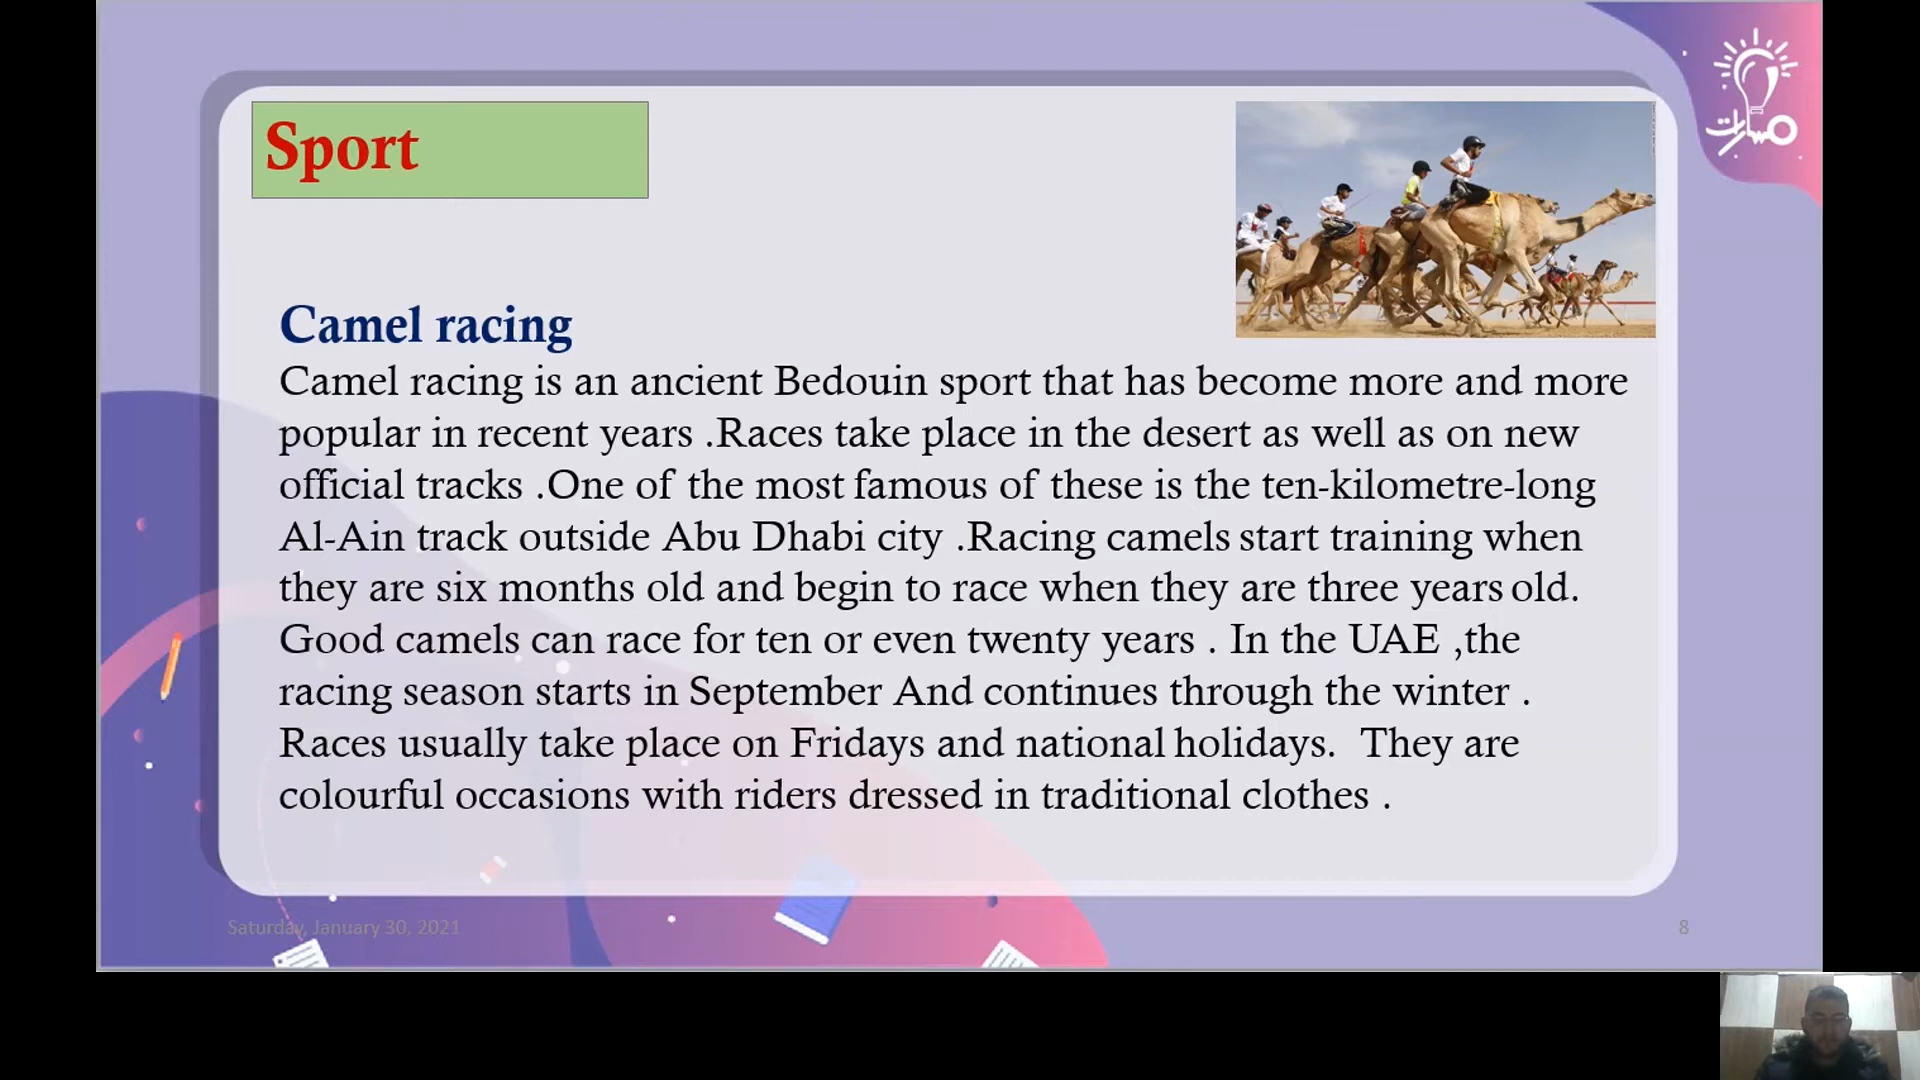 Sport
مسارات
Camel racing
Camel racing is an ancient Bedouin sport that has become more and more
popular in recent years .Races take place in the desert as well as on new
official tracks .One of the most famous of these is the ten-kilometre-long
Al-Ain track outside Abu Dhabi city .Racing camels start training when
they are six months old and begin to race when they are three years old.
Good camels can race for ten or even twenty years . In the UAE ,the
racing season starts in September And continues through the winter .
Races usually take place on Fridays and national holidays.  They are
colourful occasions with riders dressed in traditional clothes .
Saturday, January 30, 2021
8